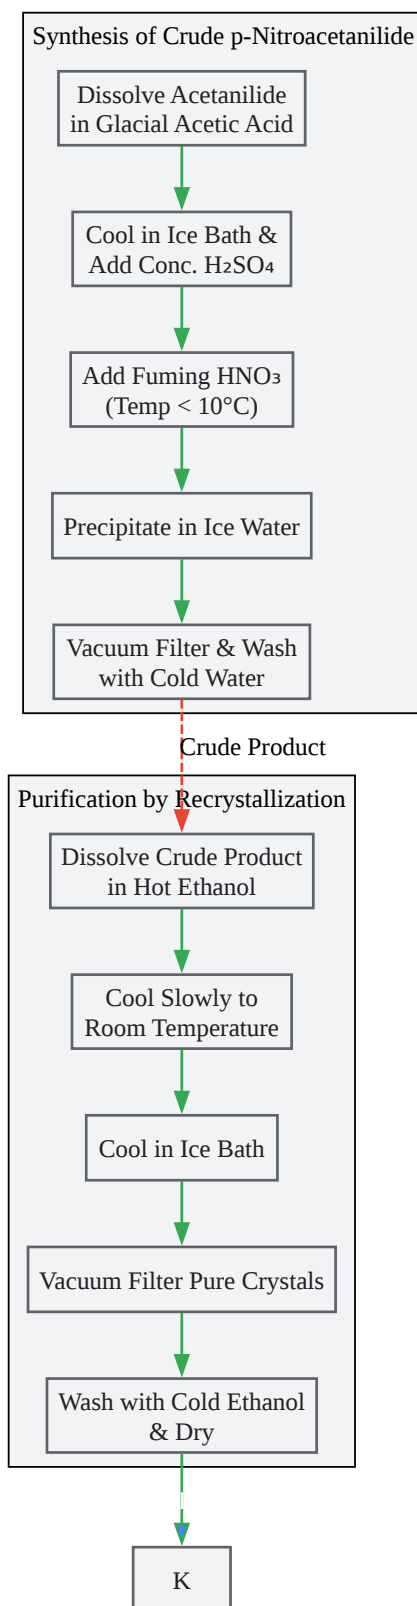 Synthesis of Crude p-Nitroacetanilide
Dissolve Acetanilide
in Glacial Acetic Acid
Cool in Ice Bath &
Add Conc. H₂SO₄
Add Fuming HNO₃
(Temp < 10°C)
Precipitate in Ice Water
Vacuum Filter & Wash
with Cold Water
Crude Product
Purification by Recrystallization
Dissolve Crude Product
in Hot Ethanol
Cool Slowly to
Room Temperature
Cool in Ice Bath
Vacuum Filter Pure Crystals
Wash with Cold Ethanol
& Dry
K